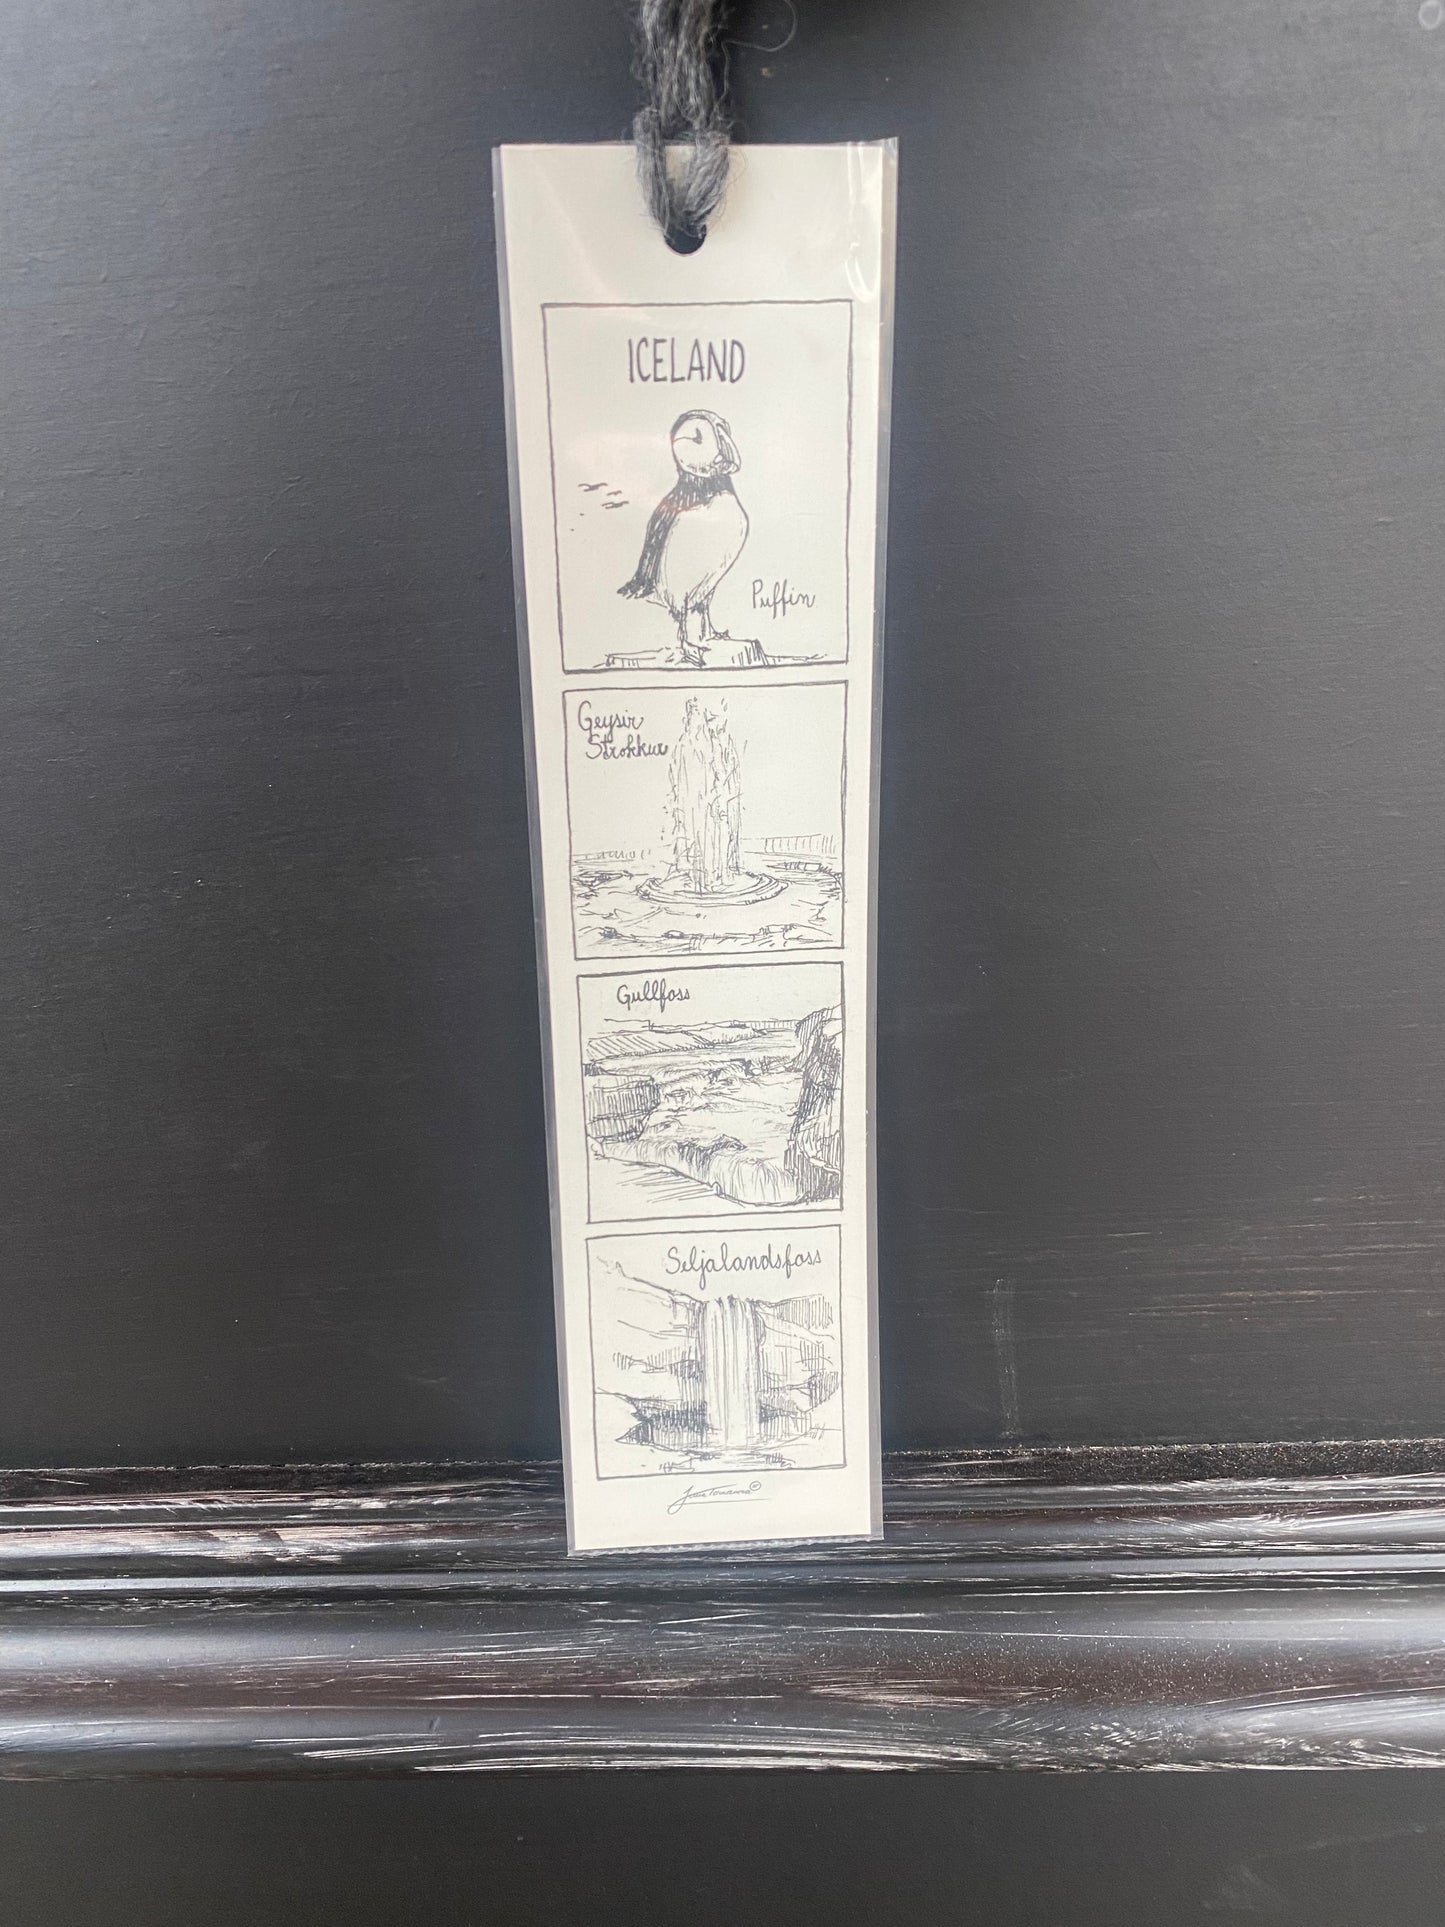 ICELAND
Puffin
Geysir
Strokkur
Gullfoss
Seljalandsfoss